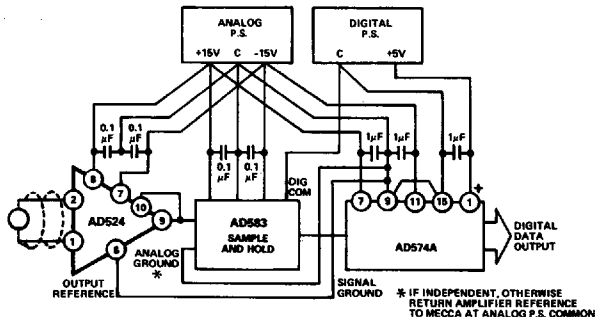 ANALOG
P.S.
+15V C -15V
DIGITAL
P.S.
C +5V
0.1
µF
0.1
µF
0.1
µF
0.1
µF
1µF
1µF
1µF
DIG
COM
2
1
8
7
10
9
6
AD524
AD583
SAMPLE
AND HOLD
7
9
11
15
1
+
AD574A
DIGITAL
DATA
OUTPUT
OUTPUT
REFERENCE
ANALOG
GROUND
*
SIGNAL
GROUND
* IF INDEPENDENT, OTHERWISE
RETURN AMPLIFIER REFERENCE
TO MECCA AT ANALOG P.S. COMMON